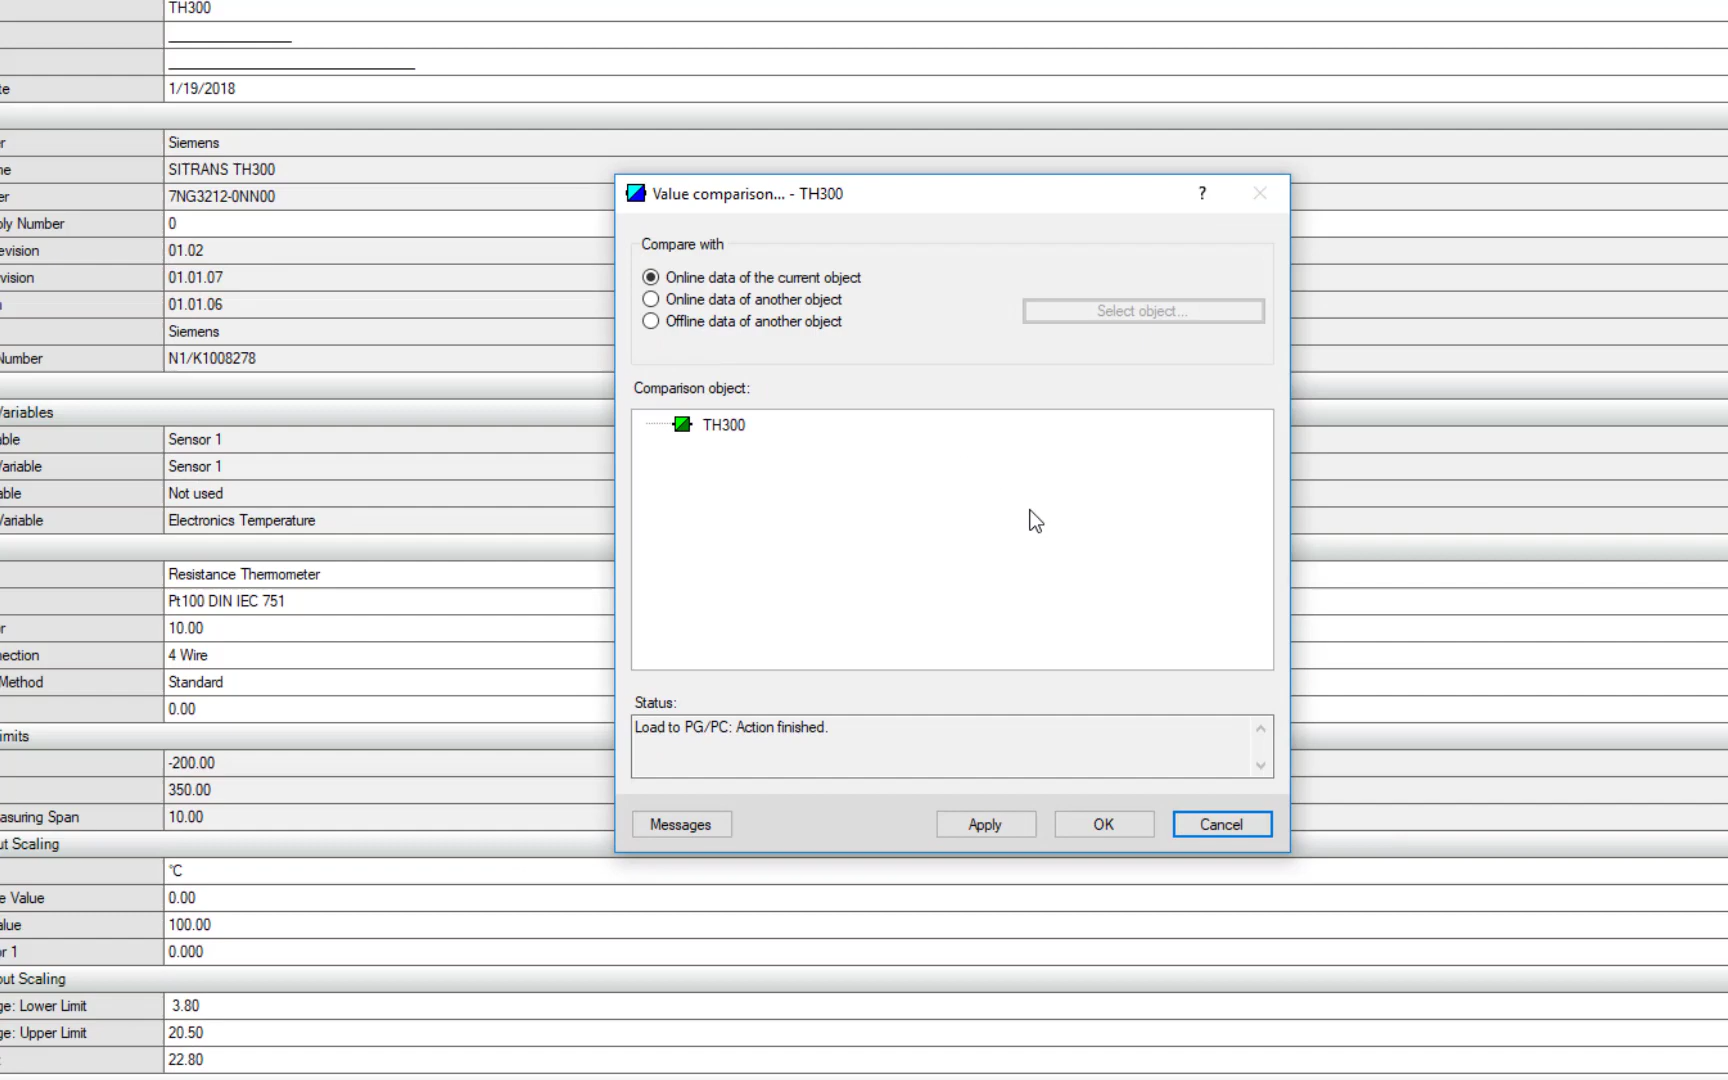 TH300
te 1/19/2018
r Siemens
ne SITRANS TH300
er 7NG3212-0NN00
bly Number 0
evision 01.02
vision 01.01.07
01.01.06
Siemens
Number N1/K1008278
Variables
able Sensor 1
Variable Sensor 1
able Not used
Variable Electronics Temperature
Resistance Thermometer
Pt100 DIN IEC 751
r 10.00
nection 4 Wire
Method Standard
0.00
imits
-200.00
350.00
asuring Span 10.00
ut Scaling
°C
e Value 0.00
alue 100.00
or 1 0.000
out Scaling
ge: Lower Limit 3.80
ge: Upper Limit 20.50
22.80
Value comparison... - TH300 ?
Compare with
Online data of the current object
Online data of another object
Offline data of another object
Select object...
Comparison object:
TH300
Status:
Load to PG/PC: Action finished.
Messages Apply OK Cancel